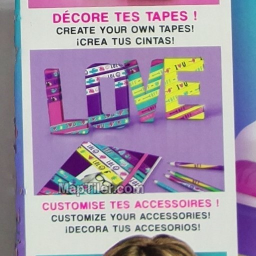 DÉCORE TES TAPES !
CREATE YOUR OWN TAPES!
¡CREA TUS CINTAS!
LOVE
MapTiler.com
CUSTOMISE TES ACCESSOIRES !
CUSTOMIZE YOUR ACCESSORIES!
¡DECORA TUS ACCESORIOS!